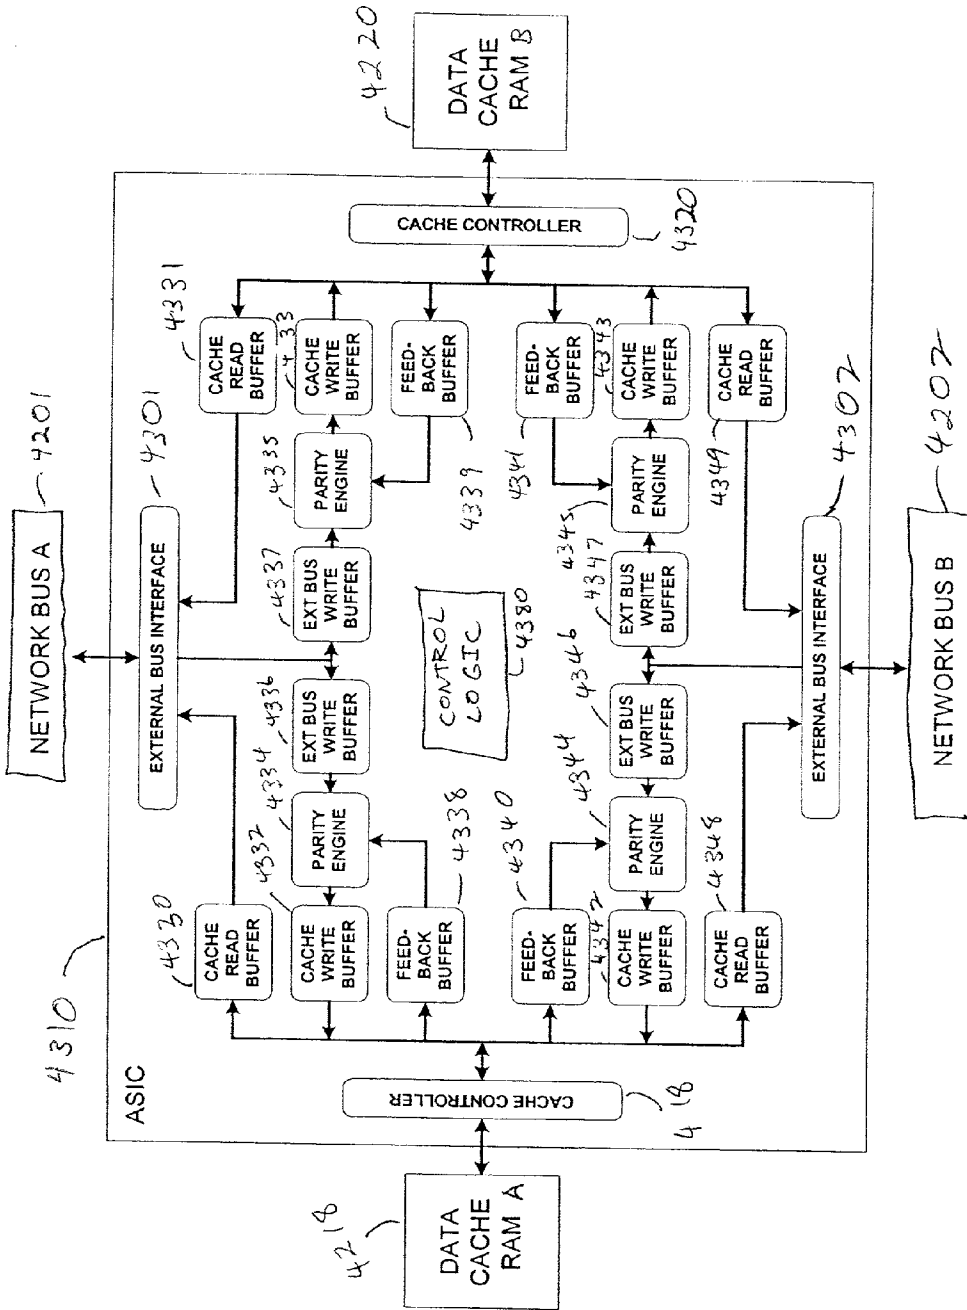 NETWORK BUS A
4201
4310
ASIC
EXTERNAL BUS INTERFACE
4301
4330
CACHE
READ
BUFFER
4331
CACHE
READ
BUFFER
4332
CACHE
WRITE
BUFFER
4334
PARITY
ENGINE
4336
EXT BUS
WRITE
BUFFER
4337
EXT BUS
WRITE
BUFFER
4335
PARITY
ENGINE
4 33
CACHE
WRITE
BUFFER
FEED-
BACK
BUFFER
4338
FEED-
BACK
BUFFER
4339
4218
DATA
CACHE
RAM A
CACHE CONTROLLER
4 18
CONTROL
LOGIC
4380
CACHE CONTROLLER
4320
4220
DATA
CACHE
RAM B
FEED-
BACK
BUFFER
4340
FEED-
BACK
BUFFER
4341
4342
CACHE
WRITE
BUFFER
4344
PARITY
ENGINE
4346
EXT BUS
WRITE
BUFFER
4347
EXT BUS
WRITE
BUFFER
4345
PARITY
ENGINE
4343
CACHE
WRITE
BUFFER
CACHE
READ
BUFFER
4348
CACHE
READ
BUFFER
4349
EXTERNAL BUS INTERFACE
4302
NETWORK BUS B
4202